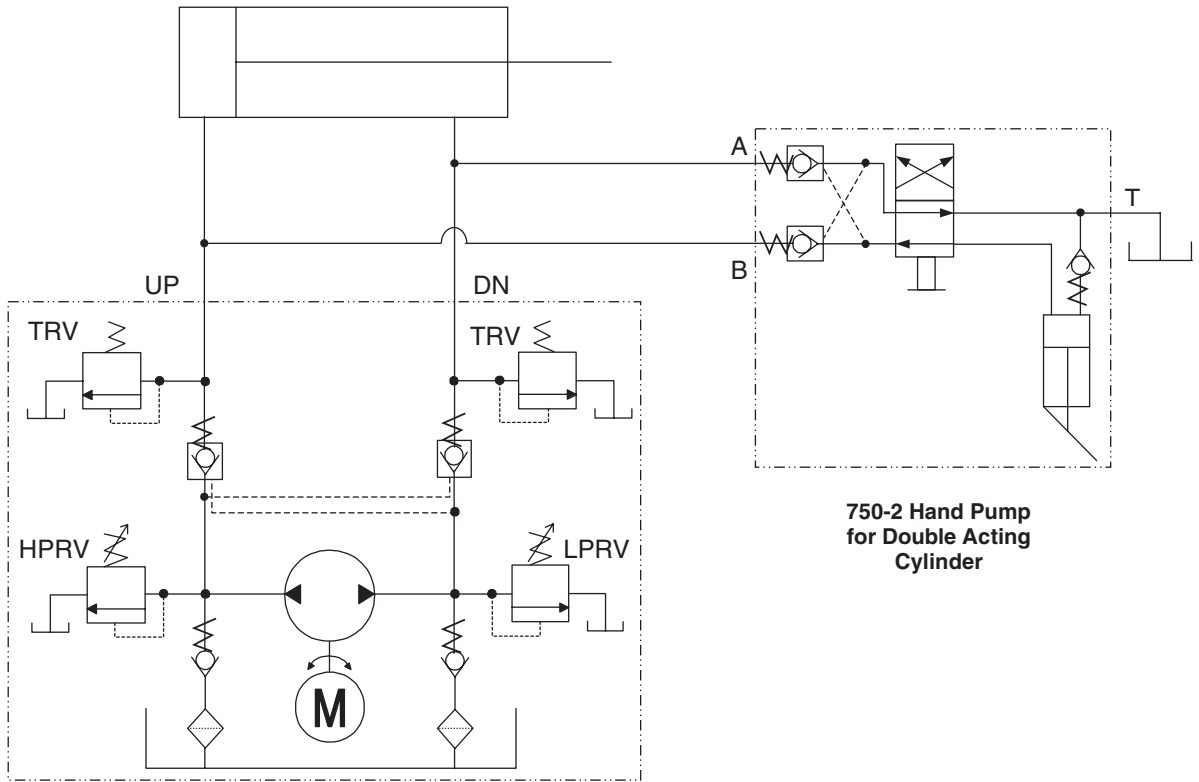 A
T
B
UP
DN
TRV
TRV
HPRV
LPRV
M
750-2 Hand Pump
for Double Acting
Cylinder